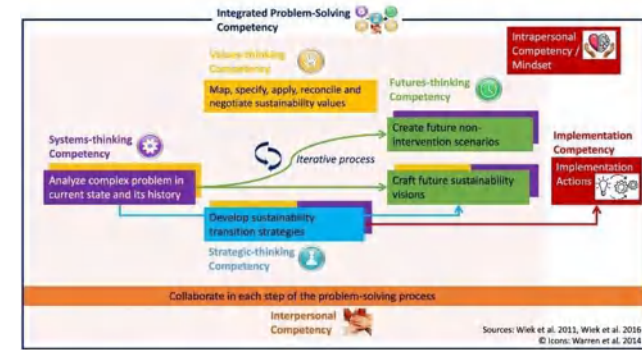 Integrated Problem-Solving
Competency
Intrapersonal
Competency /
Mindset
Values-thinking
Competency
Map, specify, apply, reconcile and
negotiate sustainability values
Futures-thinking
Competency
Create future non-
intervention scenarios
Systems-thinking
Competency
Iterative process
Implementation
Competency
Analyze complex problem in
current state and its history
Craft future sustainability
visions
Implementation
Actions
Develop sustainability
transition strategies
Strategic-thinking
Competency
Collaborate in each step of the problem-solving process
Interpersonal
Competency
Sources: Wiek et al. 2011, Wiek et al. 2016
© Icons: Warren et al. 2014